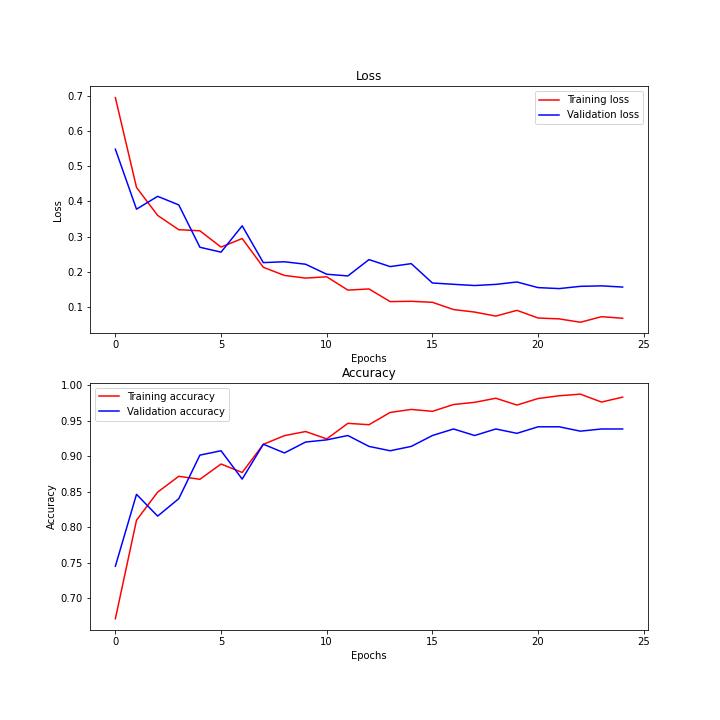 Loss
Training loss
Validation loss
0.7
0.6
0.5
0.4
0.3
0.2
0.1
Loss
0 5 10 15 20 25
Epochs
Accuracy
Training accuracy
Validation accuracy
1.00
0.95
0.90
0.85
0.80
0.75
0.70
Accuracy
0 5 10 15 20 25
Epochs